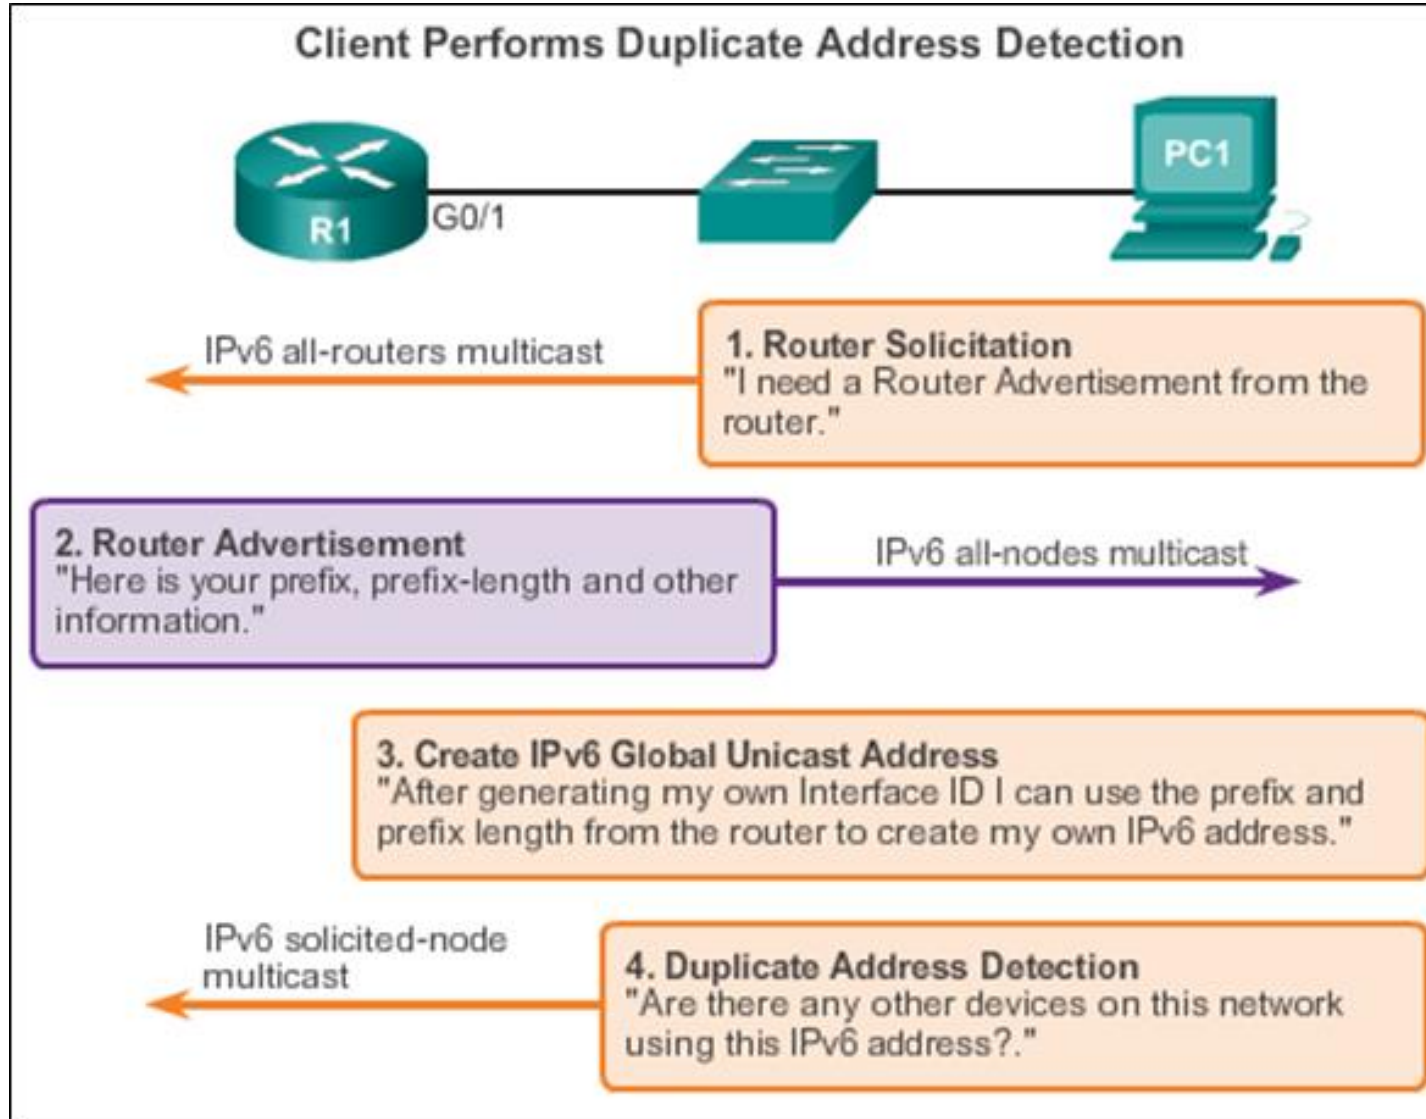 Client Performs Duplicate Address Detection
R1
G0/1
PC1
IPv6 all-routers multicast
1. Router Solicitation
"I need a Router Advertisement from the
router."
2. Router Advertisement
"Here is your prefix, prefix-length and other
information."
IPv6 all-nodes multicast
3. Create IPv6 Global Unicast Address
"After generating my own Interface ID I can use the prefix and
prefix length from the router to create my own IPv6 address."
IPv6 solicited-node
multicast
4. Duplicate Address Detection
"Are there any other devices on this network
using this IPv6 address?."